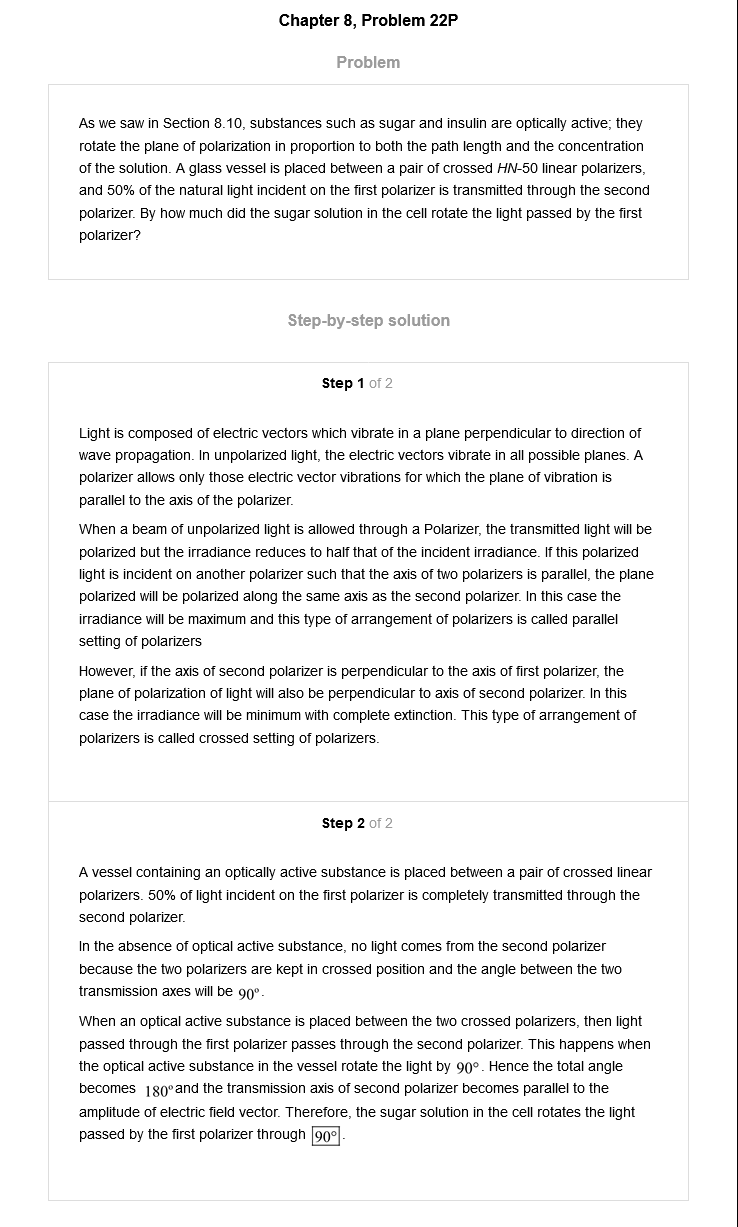 Chapter 8, Problem 22P
Problem
As we saw in Section 8.10, substances such as sugar and insulin are optically active; they
rotate the plane of polarization in proportion to both the path length and the concentration
of the solution. A glass vessel is placed between a pair of crossed HN-50 linear polarizers,
and 50% of the natural light incident on the first polarizer is transmitted through the second
polarizer. By how much did the sugar solution in the cell rotate the light passed by the first
polarizer?
Step-by-step solution
Step 1 of 2
Light is composed of electric vectors which vibrate in a plane perpendicular to direction of
wave propagation. In unpolarized light, the electric vectors vibrate in all possible planes. A
polarizer allows only those electric vector vibrations for which the plane of vibration is
parallel to the axis of the polarizer.
When a beam of unpolarized light is allowed through a Polarizer, the transmitted light will be
polarized but the irradiance reduces to half that of the incident irradiance. If this polarized
light is incident on another polarizer such that the axis of two polarizers is parallel, the plane
polarized will be polarized along the same axis as the second polarizer. In this case the
irradiance will be maximum and this type of arrangement of polarizers is called parallel
setting of polarizers
However, if the axis of second polarizer is perpendicular to the axis of first polarizer, the
plane of polarization of light will also be perpendicular to axis of second polarizer. In this
case the irradiance will be minimum with complete extinction. This type of arrangement of
polarizers is called crossed setting of polarizers.
Step 2 of 2
A vessel containing an optically active substance is placed between a pair of crossed linear
polarizers. 50% of light incident on the first polarizer is completely transmitted through the
second polarizer.
In the absence of optical active substance, no light comes from the second polarizer
because the two polarizers are kept in crossed position and the angle between the two
transmission axes will be 90°.
When an optical active substance is placed between the two crossed polarizers, then light
passed through the first polarizer passes through the second polarizer. This happens when
the optical active substance in the vessel rotate the light by 90°. Hence the total angle
becomes 180° and the transmission axis of second polarizer becomes parallel to the
amplitude of electric field vector. Therefore, the sugar solution in the cell rotates the light
passed by the first polarizer through 90°.